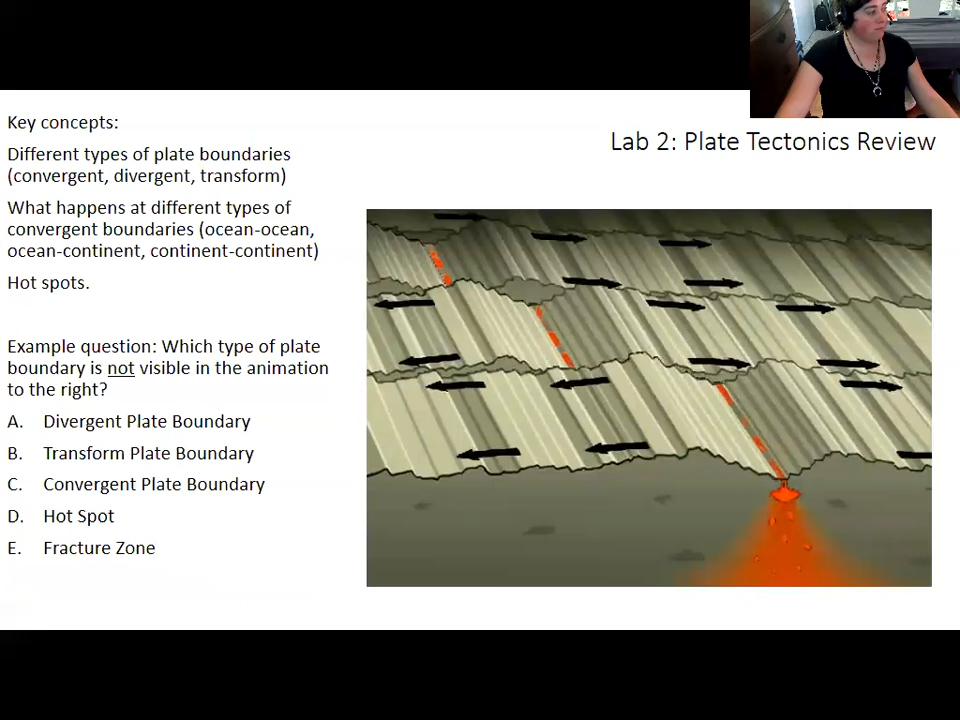 Key concepts:
Different types of plate boundaries
(convergent, divergent, transform)
What happens at different types of
convergent boundaries (ocean-ocean,
ocean-continent, continent-continent)
Hot spots.
Example question: Which type of plate
boundary is not visible in the animation
to the right?
A. Divergent Plate Boundary
B. Transform Plate Boundary
C. Convergent Plate Boundary
D. Hot Spot
E. Fracture Zone
Lab 2: Plate Tectonics Review